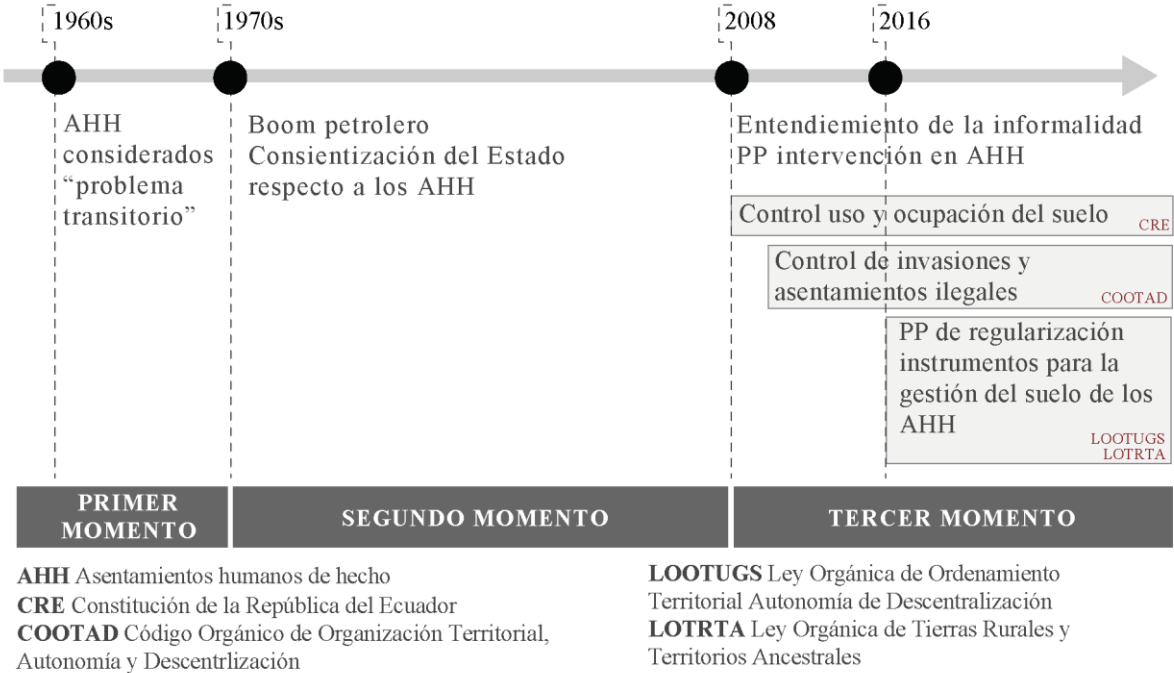 1960s
1970s
2008
2016
AHH
considerados
“problema
transitorio”
Boom petrolero
Consientización del Estado
respecto a los AHH
Entendiemiento de la informalidad
PP intervención en AHH
Control uso y ocupación del suelo
CRE
Control de invasiones y
asentamientos ilegales
COOTAD
PP de regularización
instrumentos para la
gestión del suelo de los
AHH
LOOTUGS
LOTRTA
PRIMER
MOMENTO
SEGUNDO MOMENTO
TERCER MOMENTO
AHH Asentamientos humanos de hecho
CRE Constitución de la República del Ecuador
COOTAD Código Orgánico de Organización Territorial,
Autonomía y Descentrlización
LOOTUGS Ley Orgánica de Ordenamiento
Territorial Autonomía de Descentralización
LOTRTA Ley Orgánica de Tierras Rurales y
Territorios Ancestrales